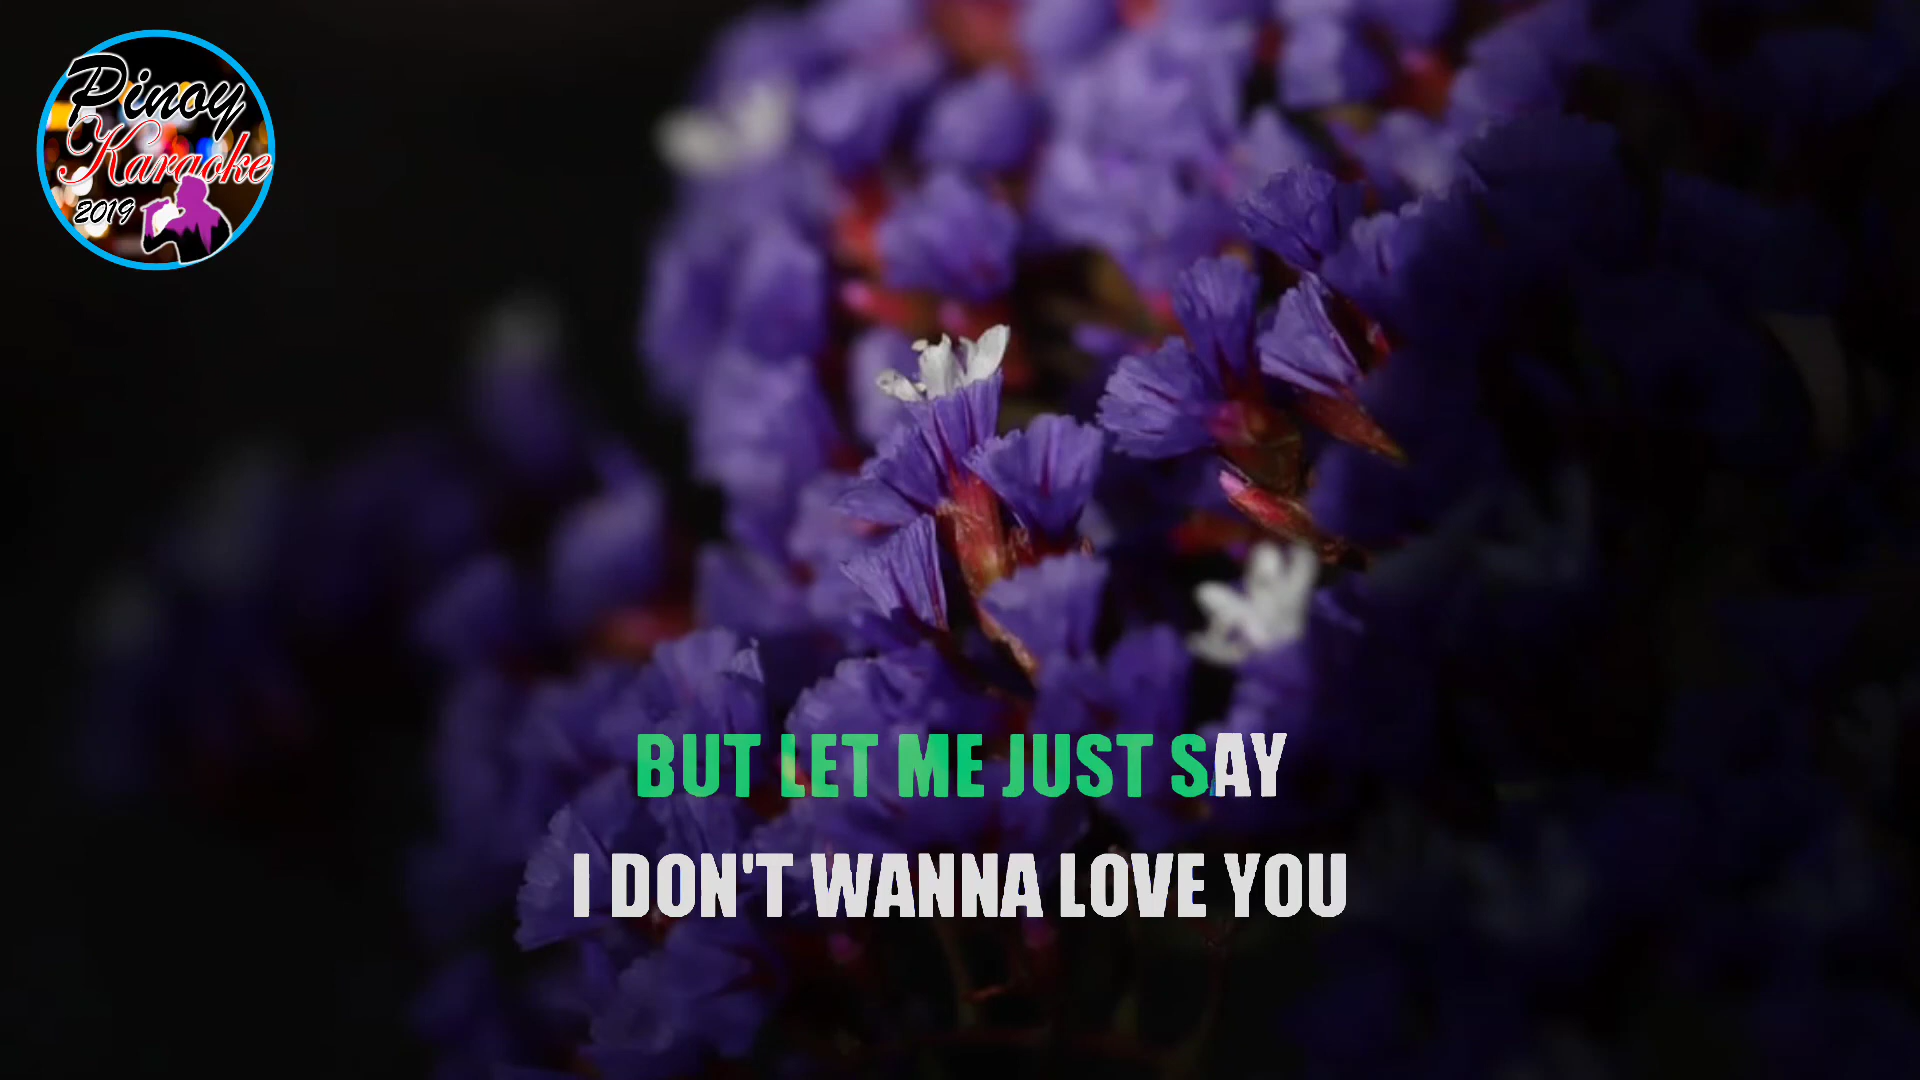 Pinoy
Karaoke
2019
BUT LET ME JUST SAY
I DON'T WANNA LOVE YOU